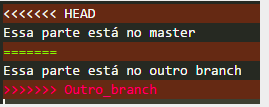 <<<<<<< HEAD
Essa parte está no master
=======
Essa parte está no outro branch
>>>>>>> Outro_branch